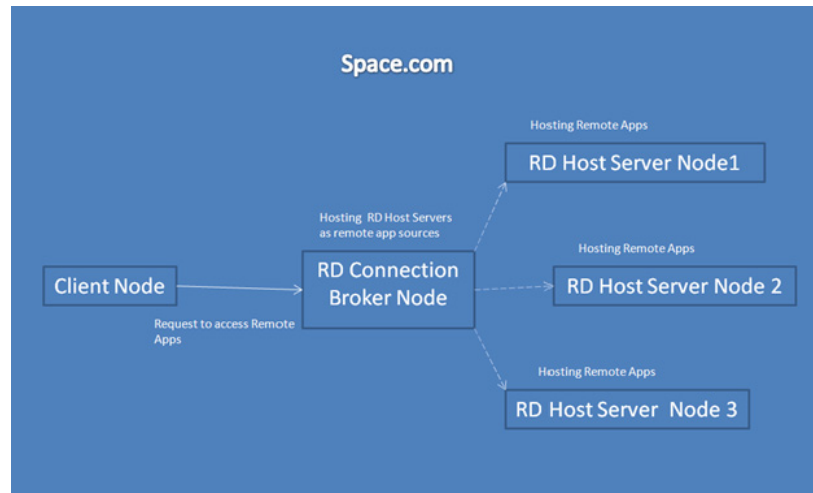 Space.com
Hosting Remote Apps
RD Host Server Node1
Hosting RD Host Servers
as remote app sources
Hosting Remote Apps
Client Node
RD Connection
Broker Node
RD Host Server Node 2
Request to access Remote
Apps
Hosting Remote Apps
RD Host Server Node 3